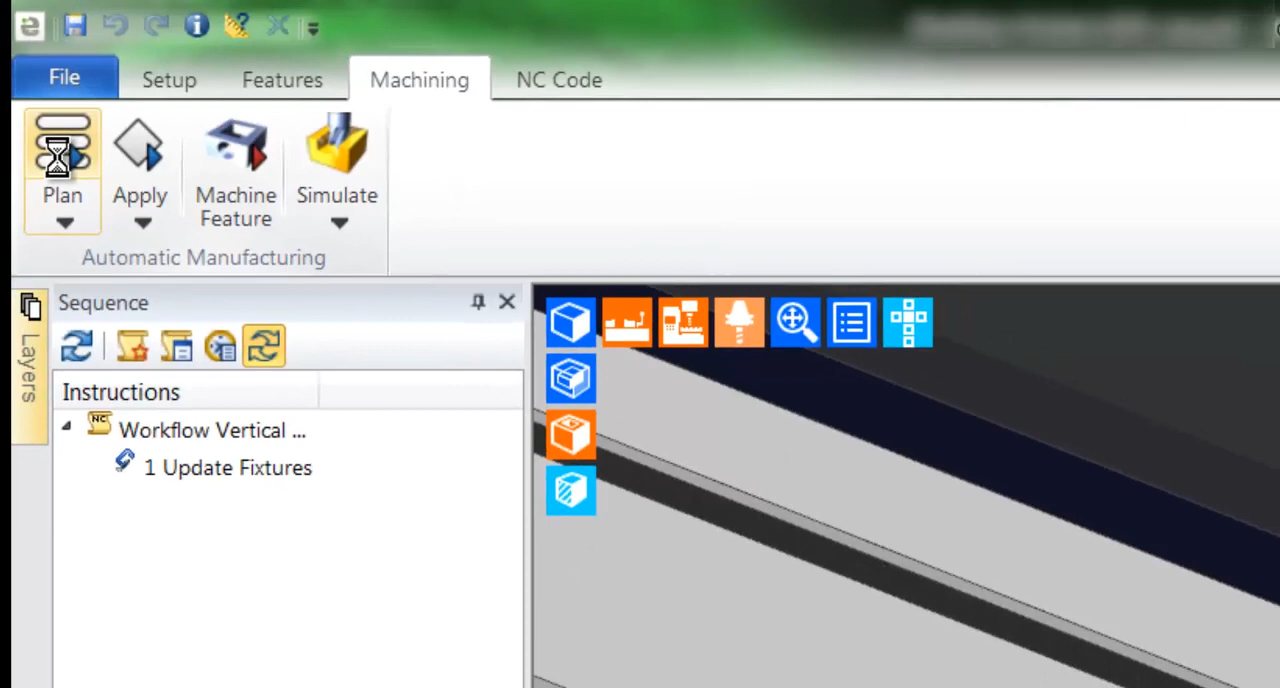 File Setup Features Machining NC Code
Plan Apply Machine Feature Simulate
Automatic Manufacturing
Layers
Sequence
Instructions
NC Workflow Vertical ...
1 Update Fixtures